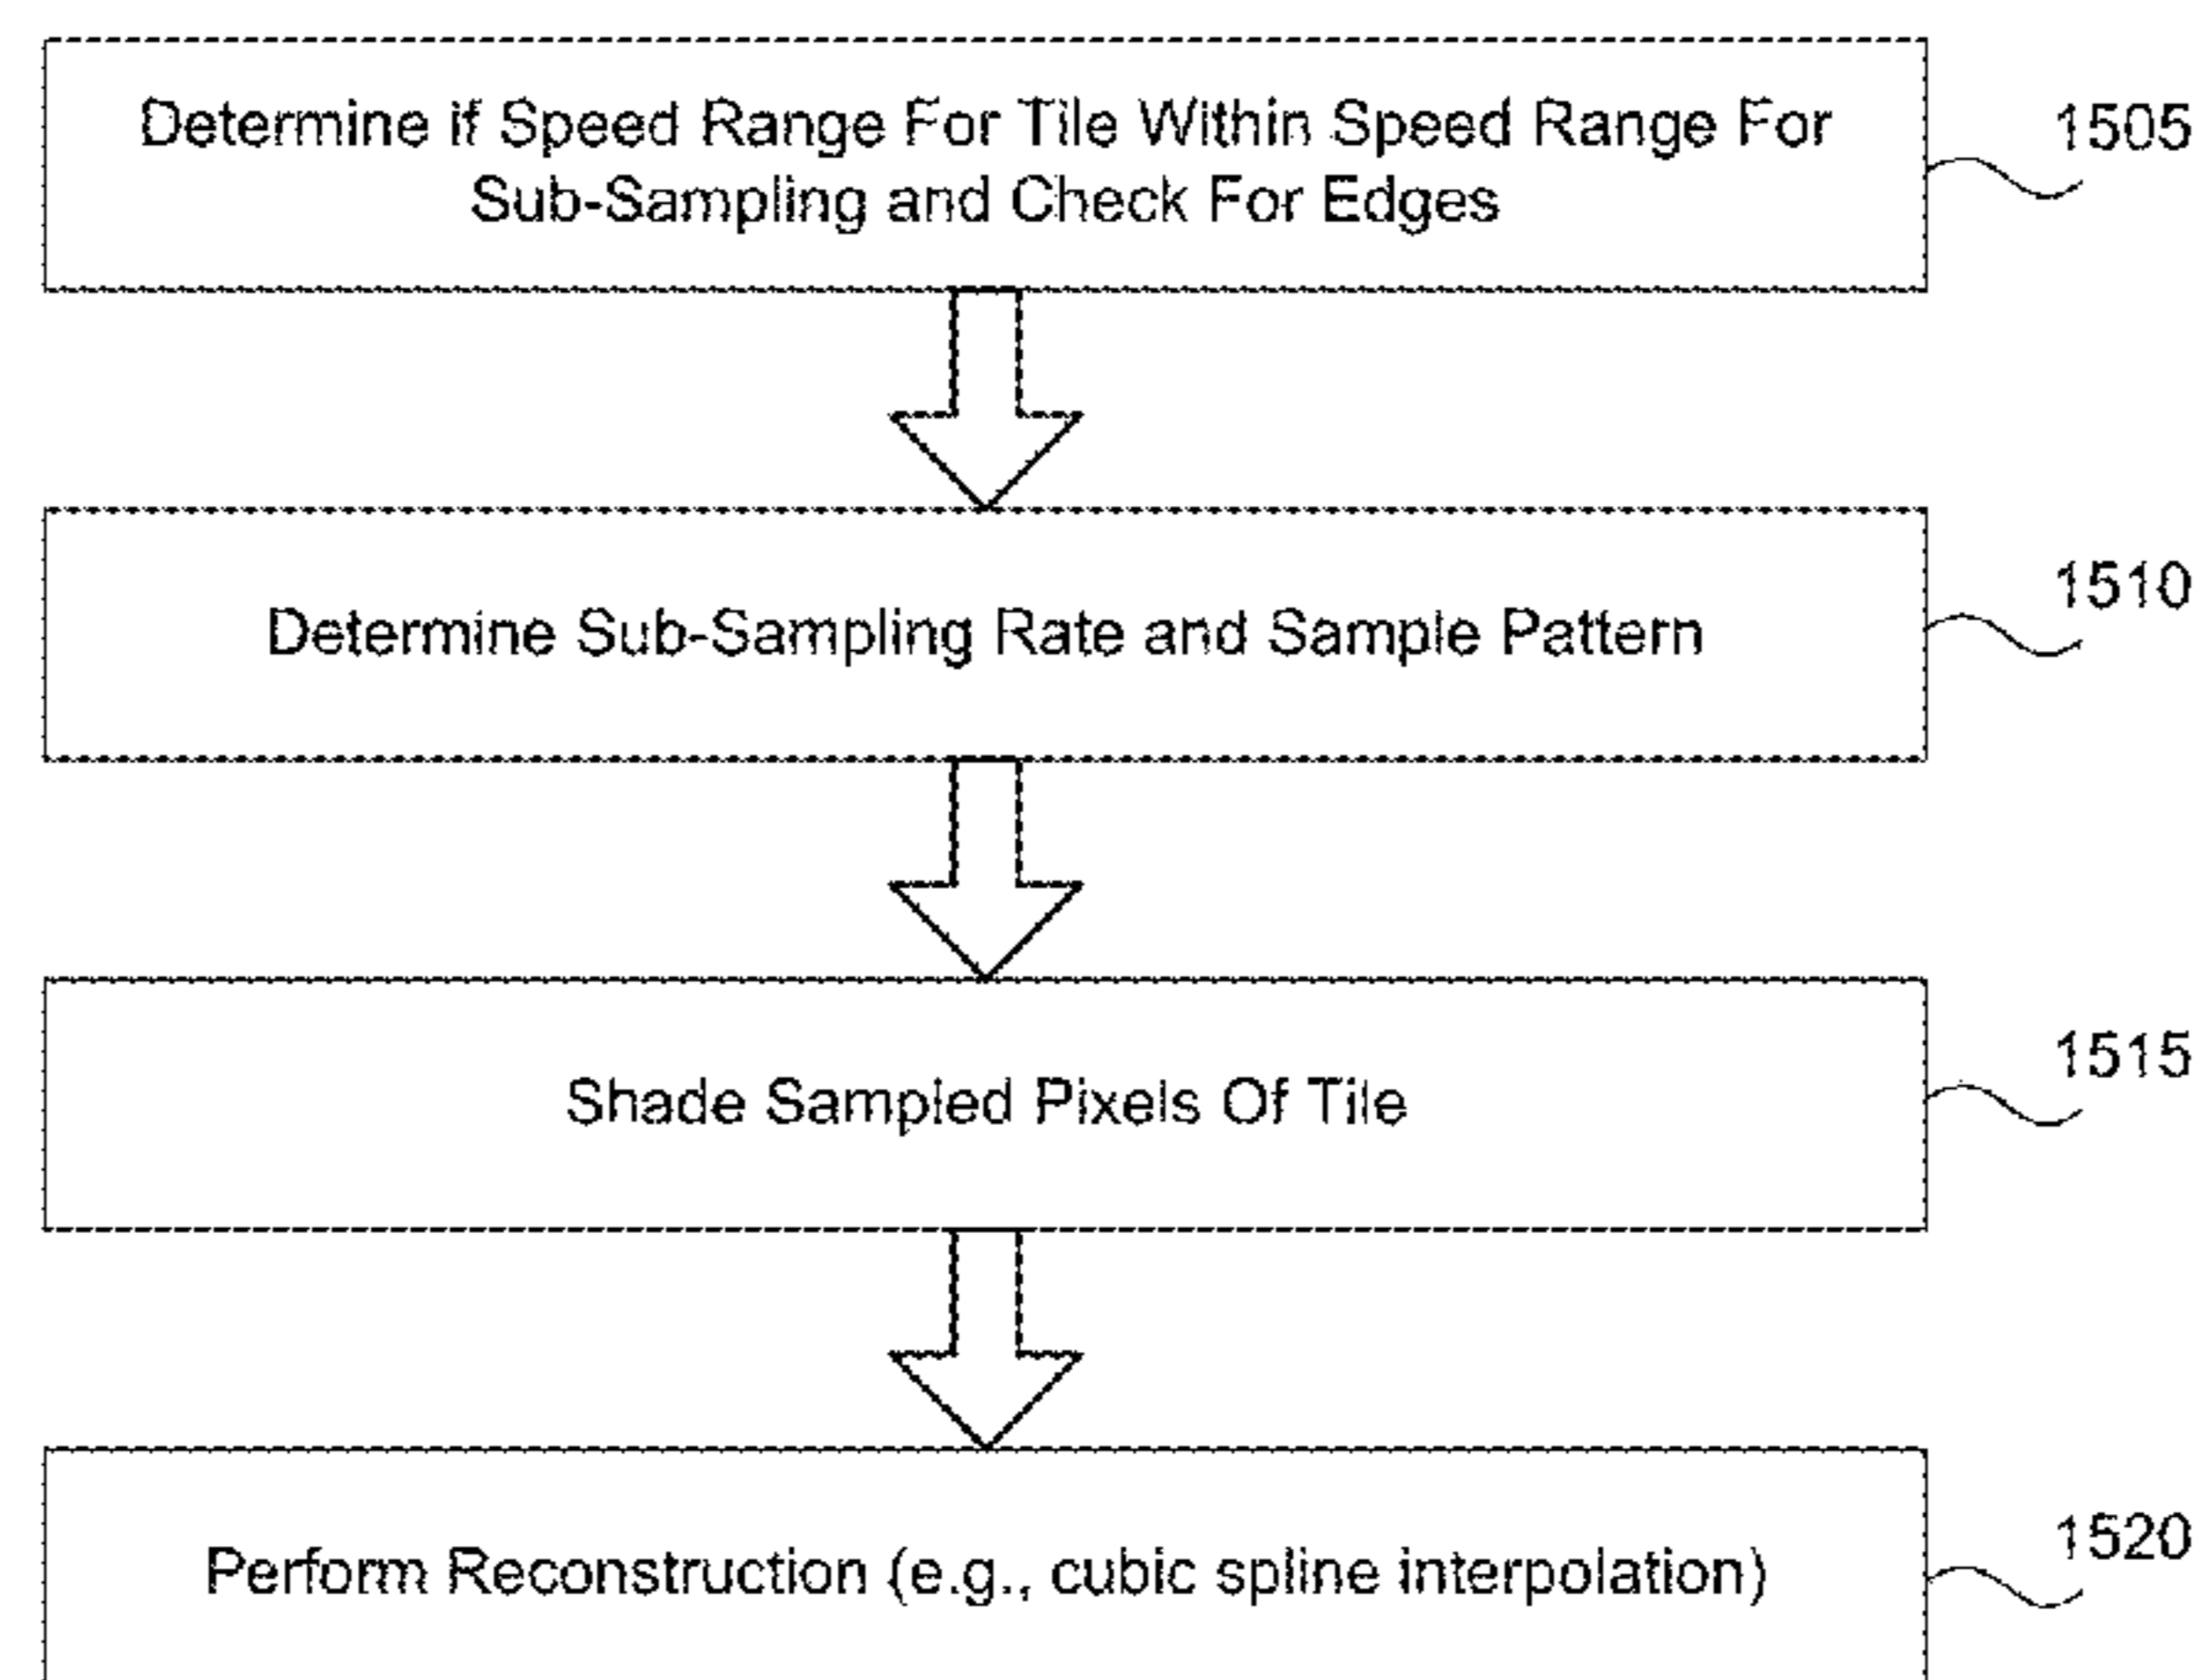 Determine if Speed Range For Tile Within Speed Range For
Sub-Sampling and Check For Edges
1505
Determine Sub-Sampling Rate and Sample Pattern
1510
Shade Sampled Pixels Of Tile
1515
Perform Reconstruction (e.g., cubic spline interpolation)
1520